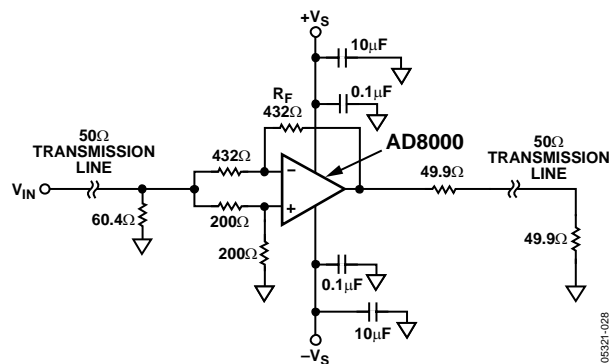 +VS
10µF
0.1µF
RF
432Ω
AD8000
50Ω
TRANSMISSION
LINE
432Ω
–
50Ω
TRANSMISSION
LINE
49.9Ω
VIN
+
200Ω
60.4Ω
200Ω
49.9Ω
0.1µF
10µF
–VS
05321-028